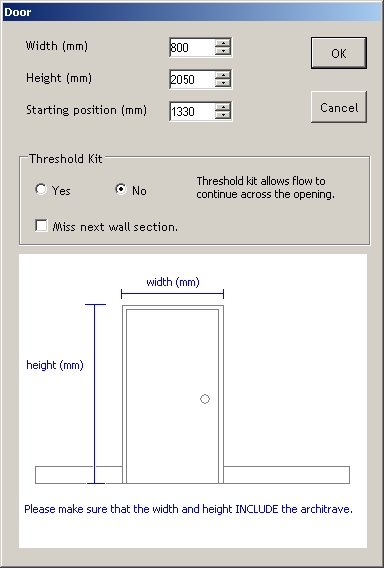 Door
Width (mm) 800
OK
Height (mm) 2050
Cancel
Starting position (mm) 1330
Threshold Kit
Yes No
Threshold kit allows flow to
continue across the opening.
Miss next wall section.
width (mm)
height (mm)
Please make sure that the width and height INCLUDE the architrave.